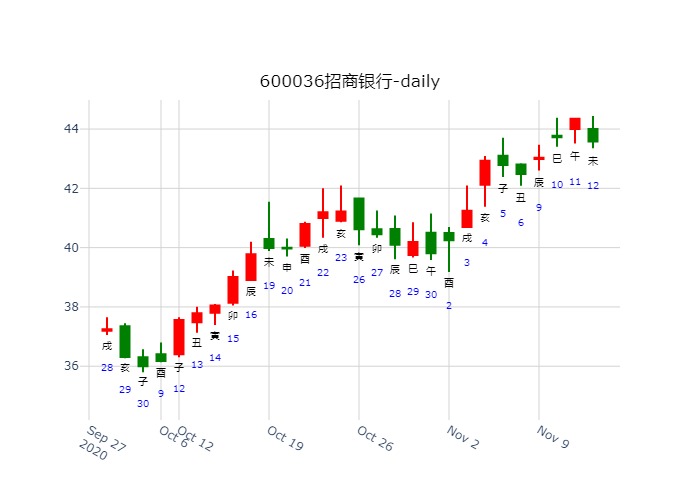 600036招商银行-daily
44
42
40
38
36
戌
28
亥
29
子
30
酉
9
子
12
丑
13
寅
14
卯
15
辰
16
未
19
申
20
酉
21
戌
22
亥
23
寅
26
卯
27
辰
28
巳
29
午
30
酉
2
戌
3
亥
4
子
5
丑
6
辰
9
巳
10
午
11
未
12
Sep 27
2020
Oct 6
Oct 12
Oct 19
Oct 26
Nov 2
Nov 9